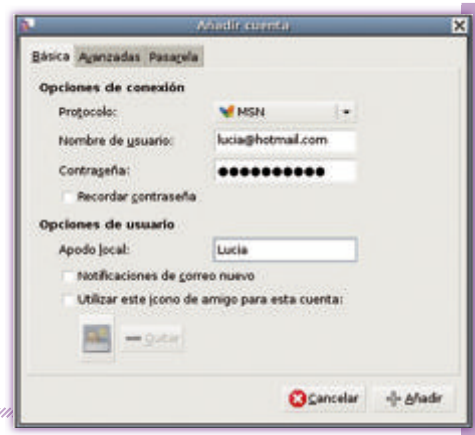 Añadir cuenta
Básica Avanzadas Pasarela
Opciones de conexión
Protocolo: MSN
Nombre de usuario: lucia@hotmail.com
Contraseña: ●●●●●●●●●●
Recordar contraseña
Opciones de usuario
Apodo local: Lucia
Notificaciones de correo nuevo
Utilizar este icono de amigo para esta cuenta:
Quitar
Cancelar Añadir